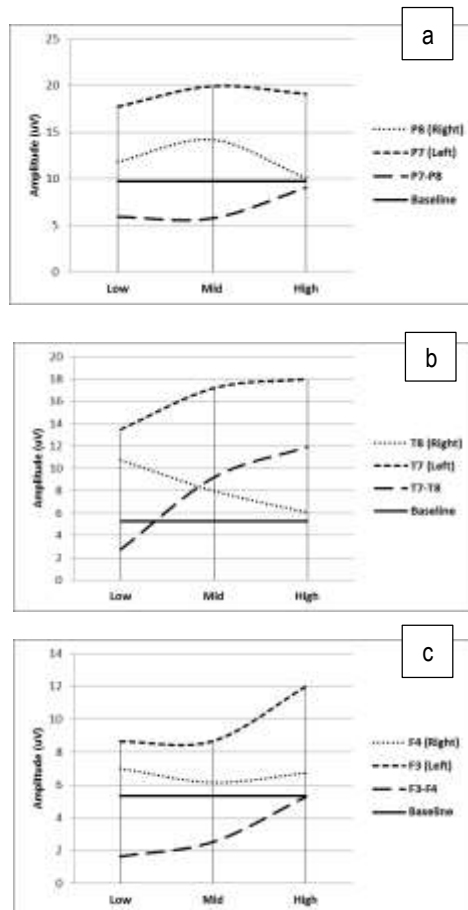 a
25
20
15
10
5
0
Amplitude (uV)
Low Mid High
P8 (Right)
P7 (Left)
P7-P8
Baseline
b
20
18
16
14
12
10
8
6
4
2
0
Amplitude (uV)
Low Mid High
T8 (Right)
T7 (Left)
T7-T8
Baseline
c
14
12
10
8
6
4
2
0
Amplitude (uV)
Low Mid High
F4 (Right)
F3 (Left)
F3-F4
Baseline